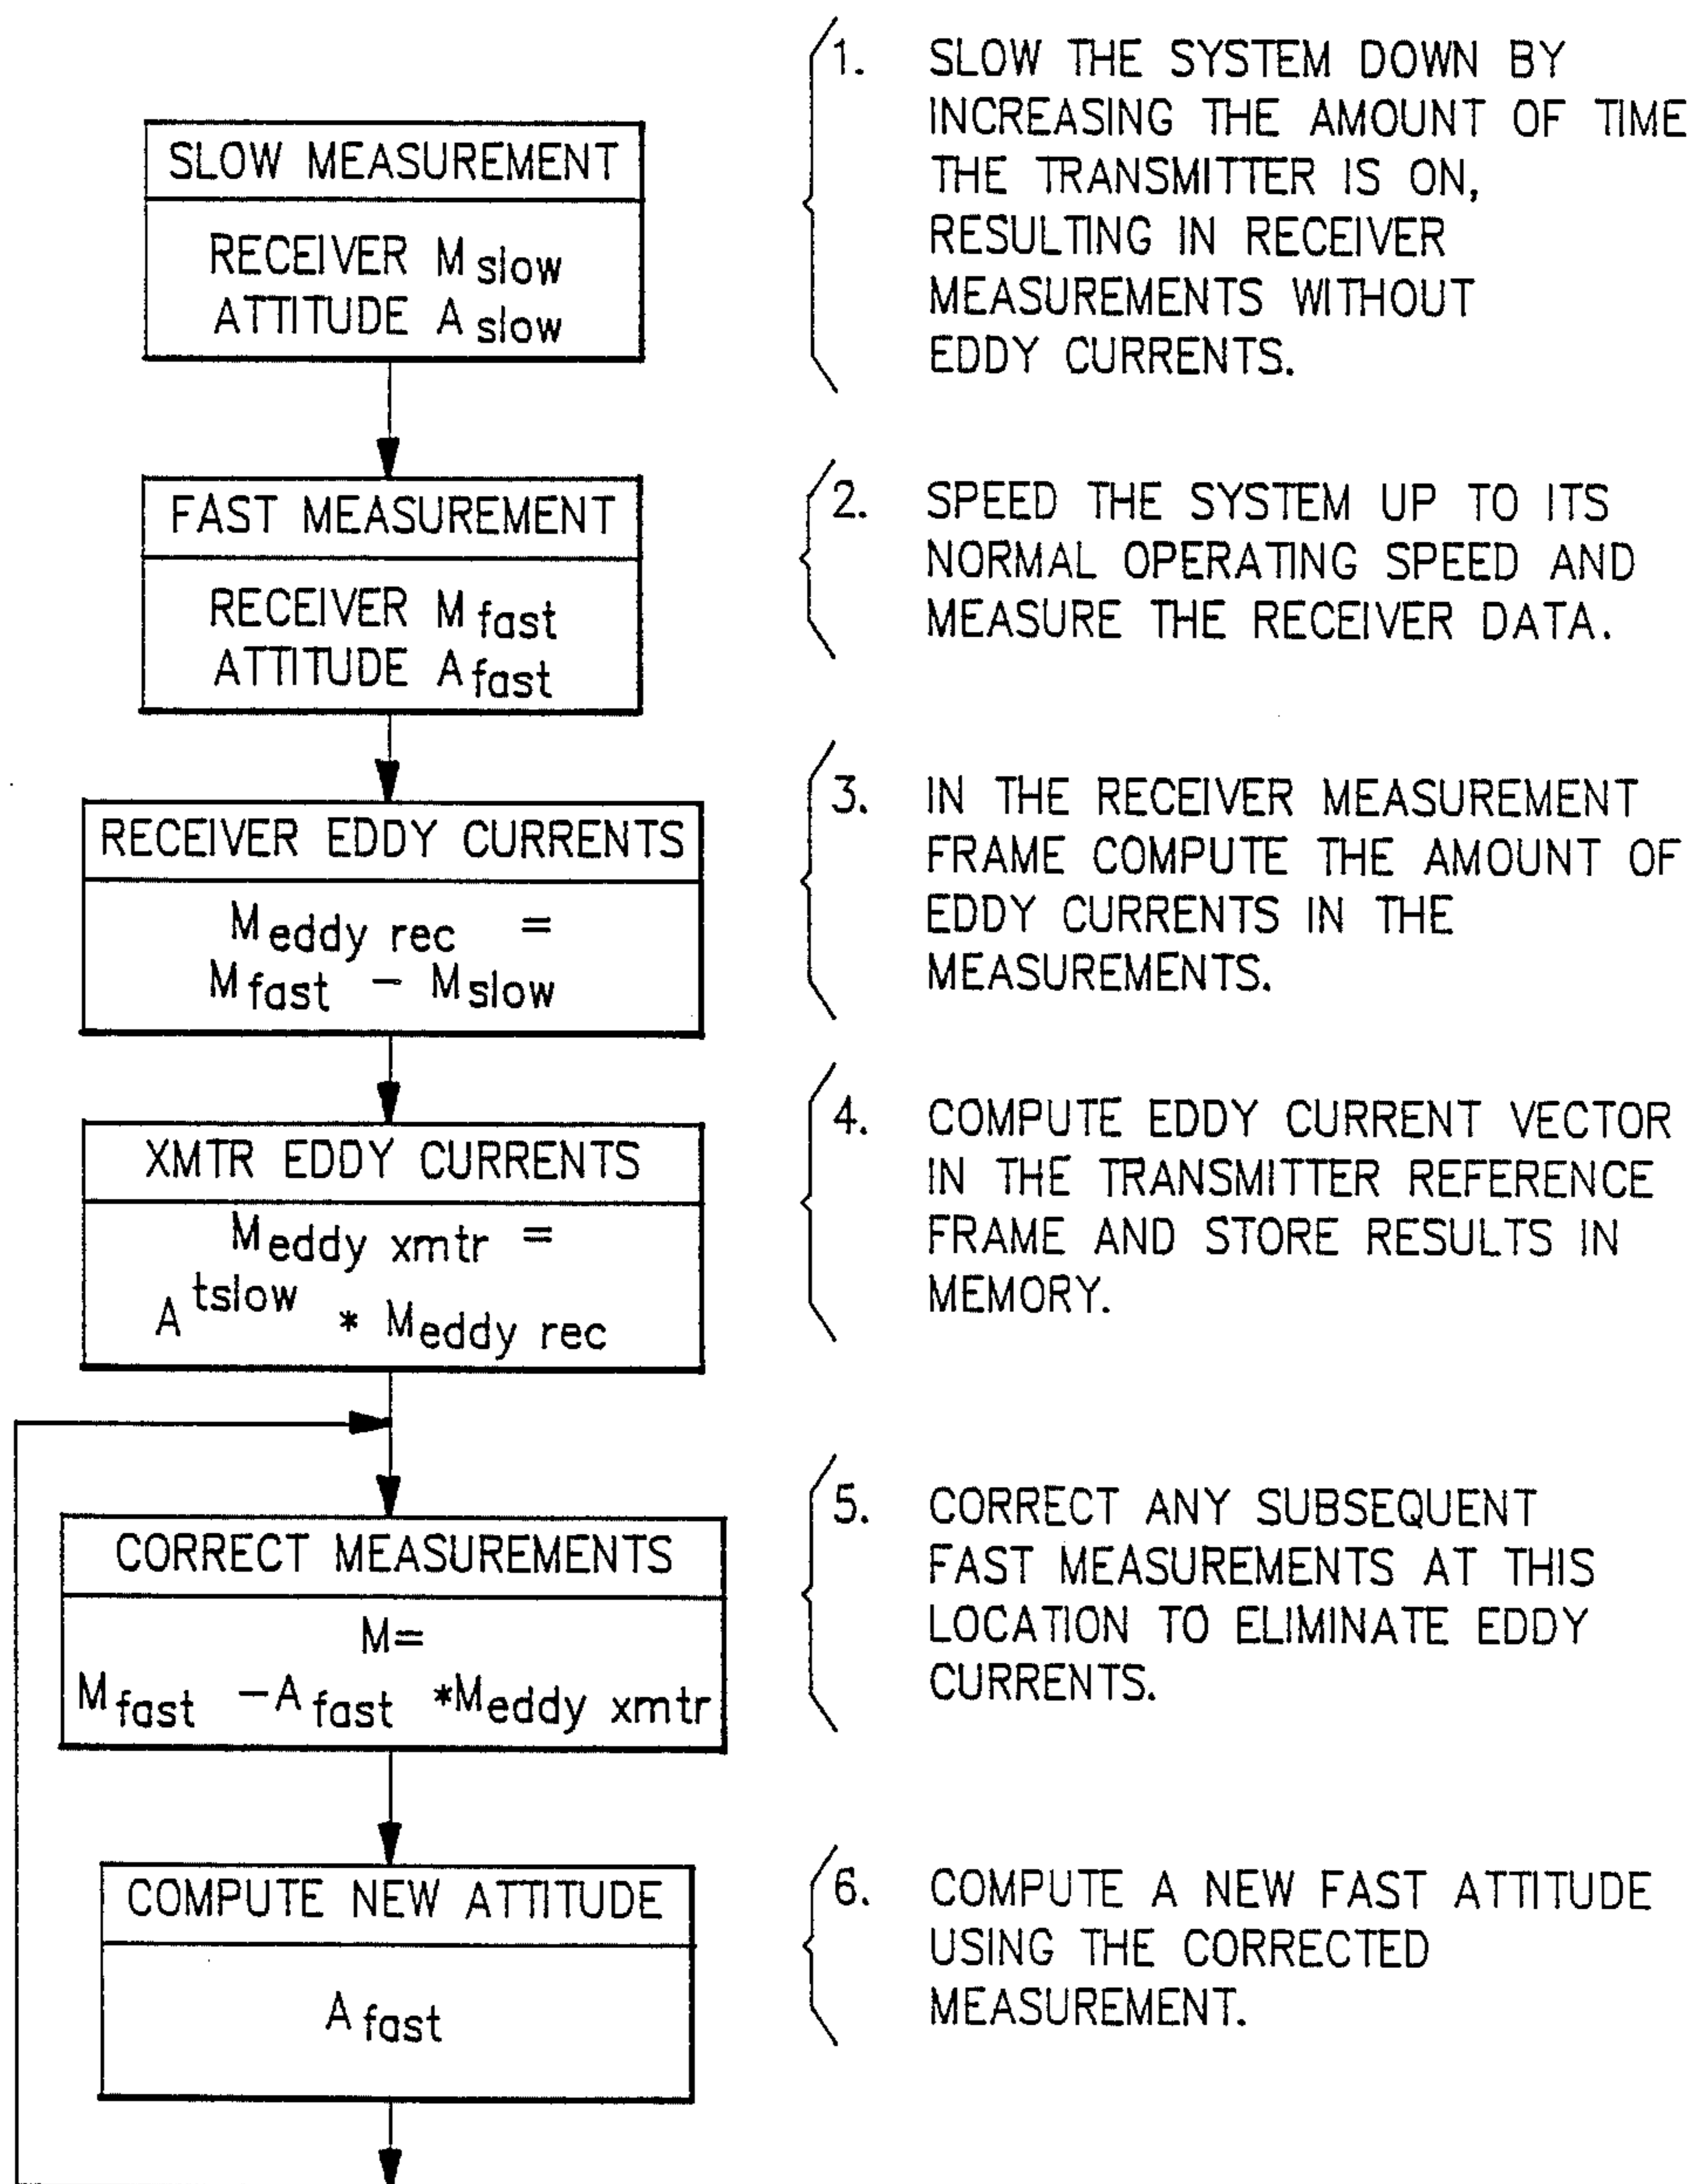 SLOW MEASUREMENT
RECEIVER M slow
ATTITUDE A slow
1. SLOW THE SYSTEM DOWN BY
INCREASING THE AMOUNT OF TIME
THE TRANSMITTER IS ON,
RESULTING IN RECEIVER
MEASUREMENTS WITHOUT
EDDY CURRENTS.
FAST MEASUREMENT
RECEIVER M fast
ATTITUDE A fast
2. SPEED THE SYSTEM UP TO ITS
NORMAL OPERATING SPEED AND
MEASURE THE RECEIVER DATA.
RECEIVER EDDY CURRENTS
M eddy rec =
M fast - M slow
3. IN THE RECEIVER MEASUREMENT
FRAME COMPUTE THE AMOUNT OF
EDDY CURRENTS IN THE
MEASUREMENTS.
XMTR EDDY CURRENTS
M eddy xmtr =
A tslow * M eddy rec
4. COMPUTE EDDY CURRENT VECTOR
IN THE TRANSMITTER REFERENCE
FRAME AND STORE RESULTS IN
MEMORY.
CORRECT MEASUREMENTS
M=
M fast -A fast *M eddy xmtr
5. CORRECT ANY SUBSEQUENT
FAST MEASUREMENTS AT THIS
LOCATION TO ELIMINATE EDDY
CURRENTS.
COMPUTE NEW ATTITUDE
A fast
6. COMPUTE A NEW FAST ATTITUDE
USING THE CORRECTED
MEASUREMENT.